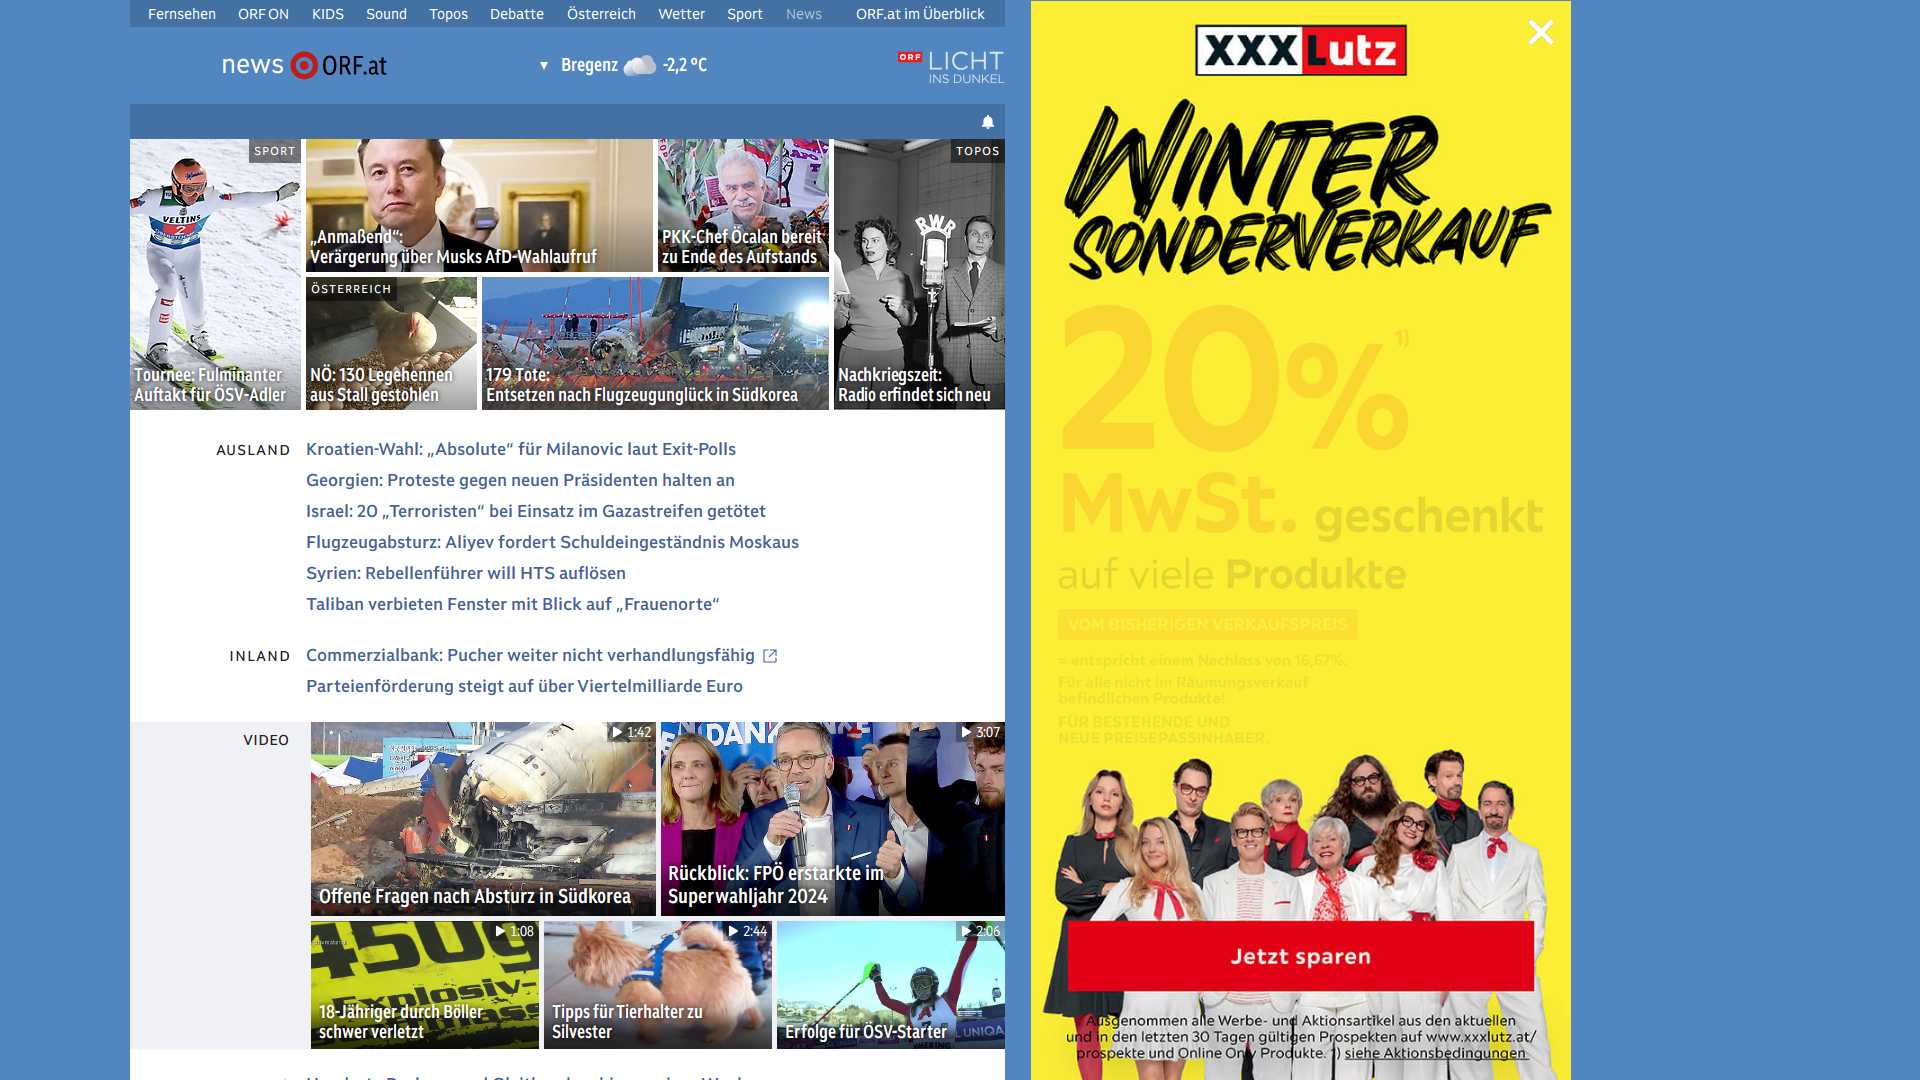 Fernsehen ORF ON KIDS Sound Topos Debatte Österreich Wetter Sport News ORF.at im Überblick
news ORF.at
▼ Bregenz -2,2 °C
ORF LICHT
INS DUNKEL
SPORT
VELTINS
2
Tournee: Fulminanter
Auftakt für ÖSV-Adler
„Anmaßend“:
Verärgerung über Musks AfD-Wahlaufruf
PKK-Chef Öcalan bereit
zu Ende des Aufstands
TOPOS
RWR
Nachkriegszeit:
Radio erfindet sich neu
ÖSTERREICH
NÖ: 130 Legehennen
aus Stall gestohlen
179 Tote:
Entsetzen nach Flugzeugunglück in Südkorea
AUSLAND
Kroatien-Wahl: „Absolute“ für Milanovic laut Exit-Polls
Georgien: Proteste gegen neuen Präsidenten halten an
Israel: 20 „Terroristen“ bei Einsatz im Gazastreifen getötet
Flugzeugabsturz: Aliyev fordert Schuldeingeständnis Moskaus
Syrien: Rebellenführer will HTS auflösen
Taliban verbieten Fenster mit Blick auf „Frauenorte“
INLAND
Commerzialbank: Pucher weiter nicht verhandlungsfähig
Parteienförderung steigt auf über Viertelmilliarde Euro
VIDEO
1:42
Offene Fragen nach Absturz in Südkorea
3:07
Rückblick: FPÖ erstarkte im
Superwahljahr 2024
450g
Explosiv-
1:08
18-Jähriger durch Böller
schwer verletzt
2:44
Tipps für Tierhalter zu
Silvester
2:06
UNIQA
Erfolge für ÖSV-Starter
XXXLutz
WINTER
SONDERVERKAUF
20%¹⁾
MwSt. geschenkt
auf viele Produkte
VOM BISHERIGEN VERKAUFSPREIS
= entspricht einem Nachlass von 16,67%.
Für alle nicht im Räumungsverkauf
befindlichen Produkte!
FÜR BESTEHENDE UND
NEUE PREISEPASSINHABER.
Jetzt sparen
Ausgenommen alle Werbe- und Aktionsartikel aus den aktuellen
und in den letzten 30 Tagen gültigen Prospekten auf www.xxxlutz.at/
prospekte und Online Only Produkte. 1) siehe Aktionsbedingungen